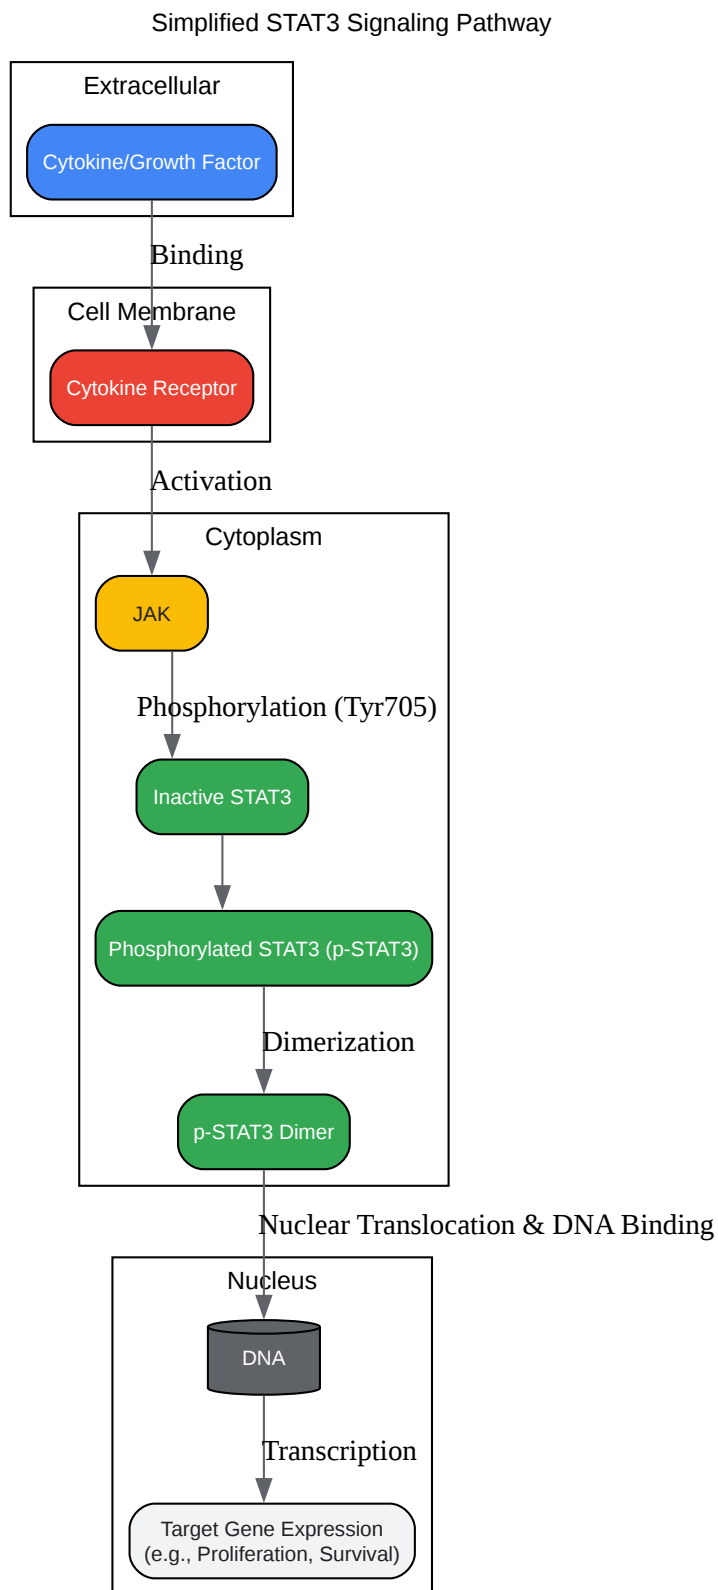 Simplified STAT3 Signaling Pathway
Extracellular
Cytokine/Growth Factor
Binding
Cell Membrane
Cytokine Receptor
Activation
Cytoplasm
JAK
Phosphorylation (Tyr705)
Inactive STAT3
Phosphorylated STAT3 (p-STAT3)
Dimerization
p-STAT3 Dimer
Nuclear Translocation & DNA Binding
Nucleus
DNA
Transcription
Target Gene Expression
(e.g., Proliferation, Survival)